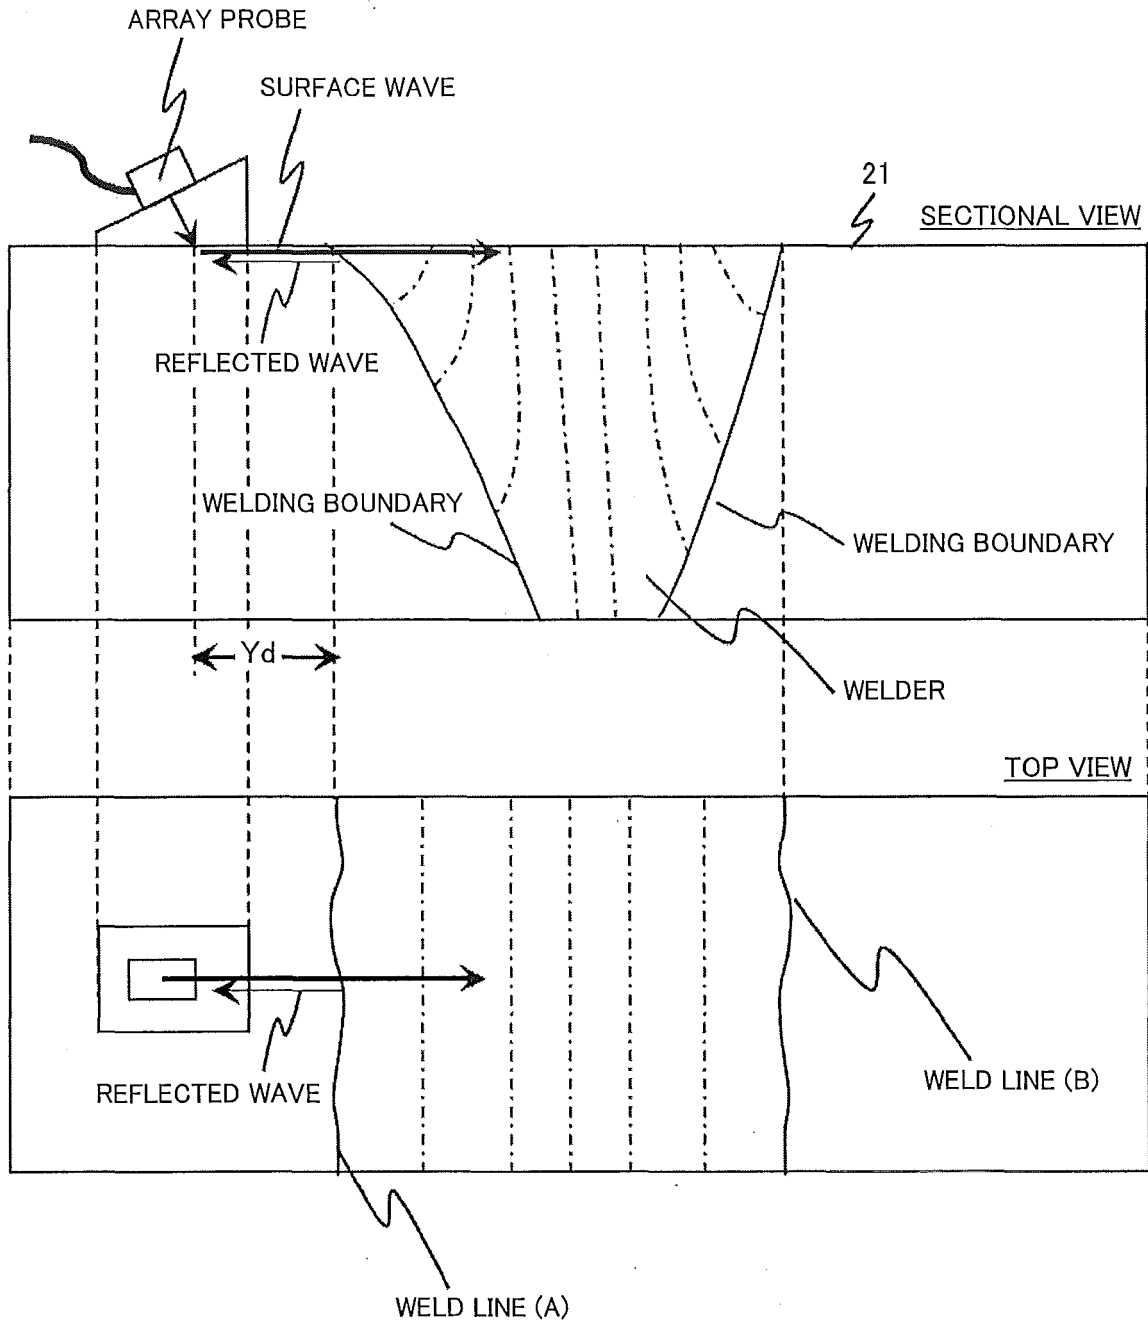 ARRAY PROBE
SURFACE WAVE
21
SECTIONAL VIEW
REFLECTED WAVE
WELDING BOUNDARY
WELDING BOUNDARY
Yd
WELDER
TOP VIEW
REFLECTED WAVE
WELD LINE (B)
WELD LINE (A)